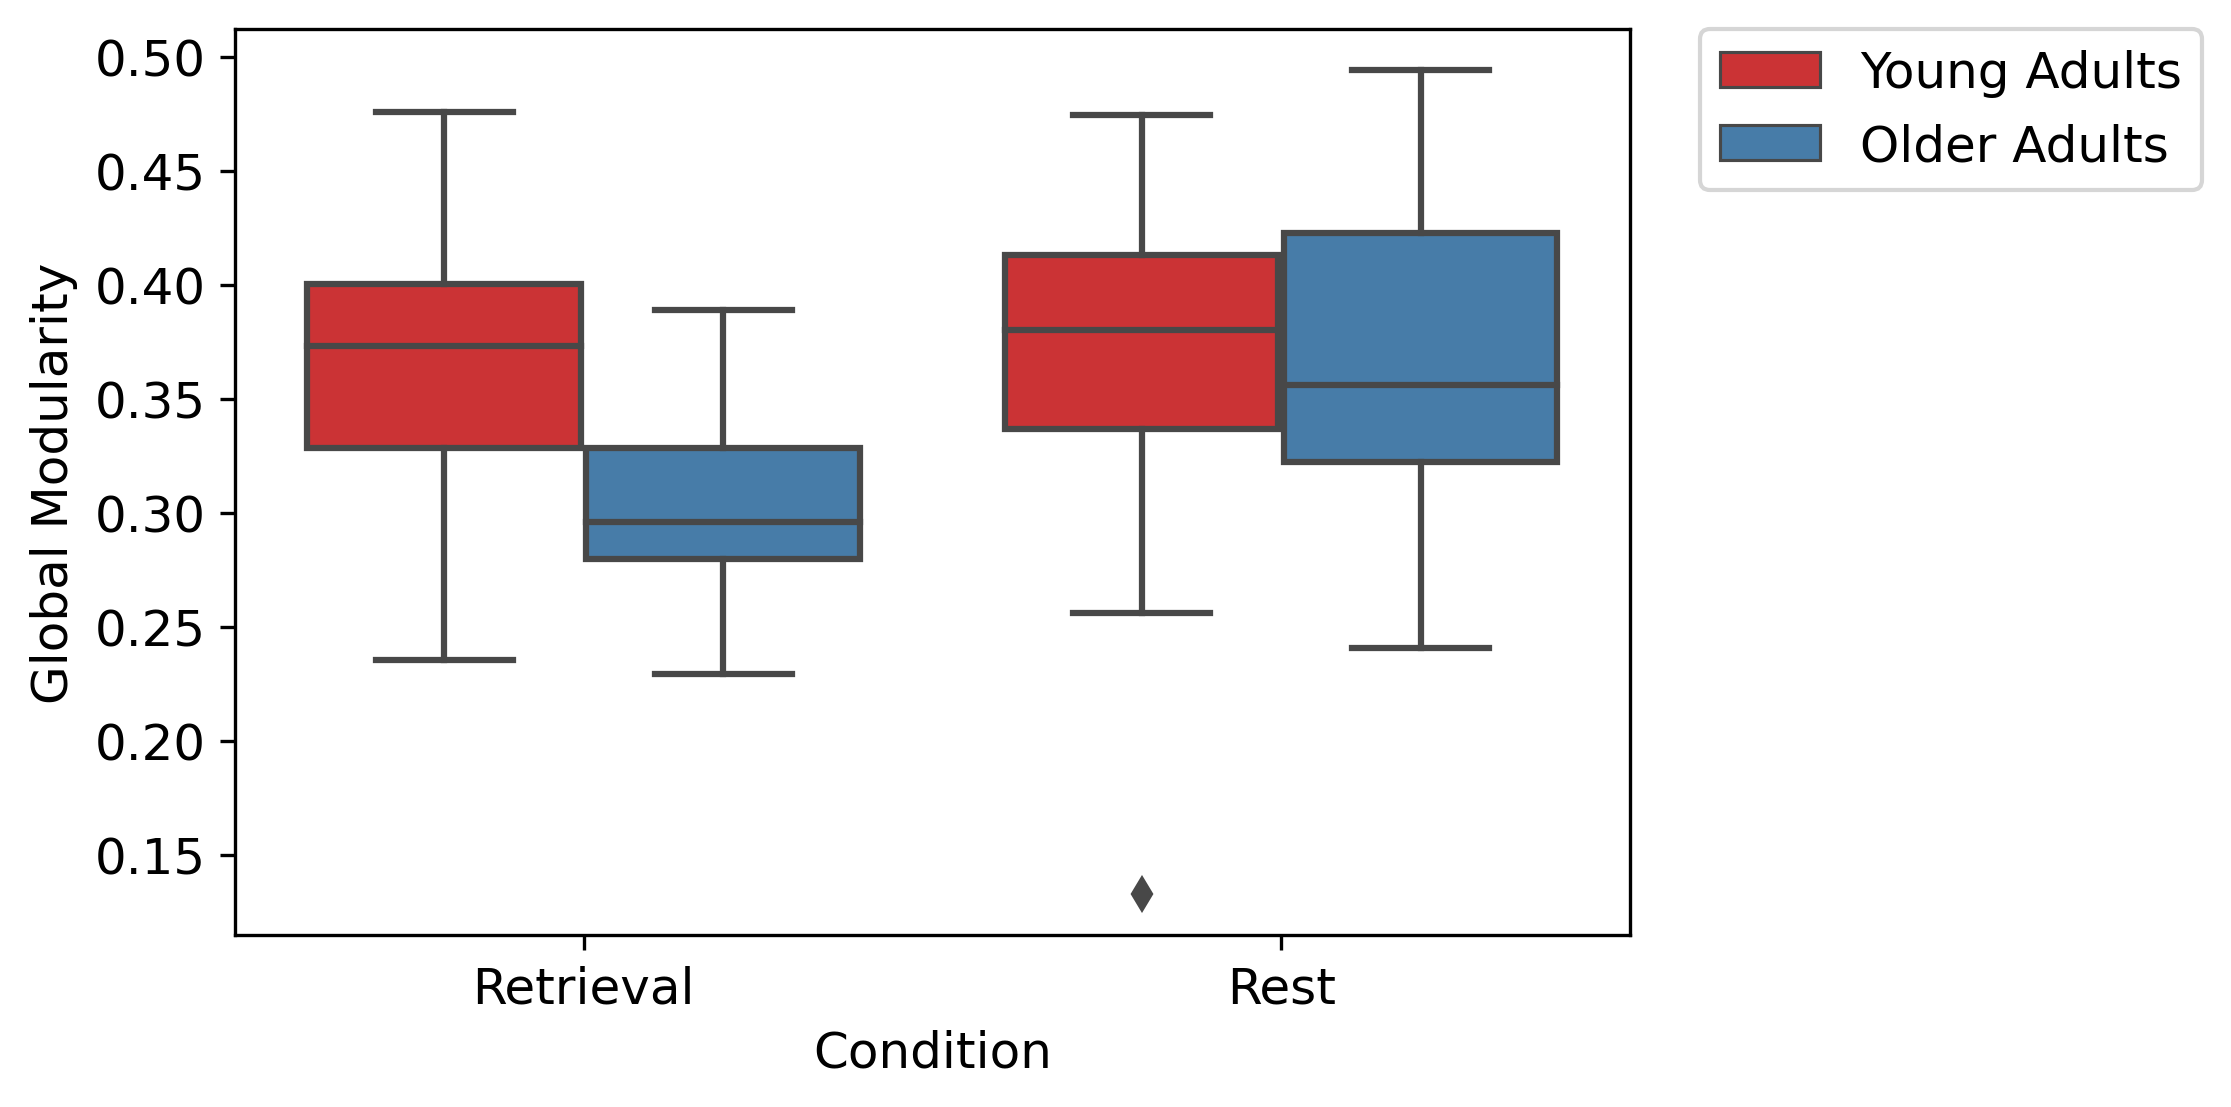 0.50
0.45
0.40
0.35
0.30
0.25
0.20
0.15
Global Modularity
Retrieval
Rest
Condition
Young Adults
Older Adults